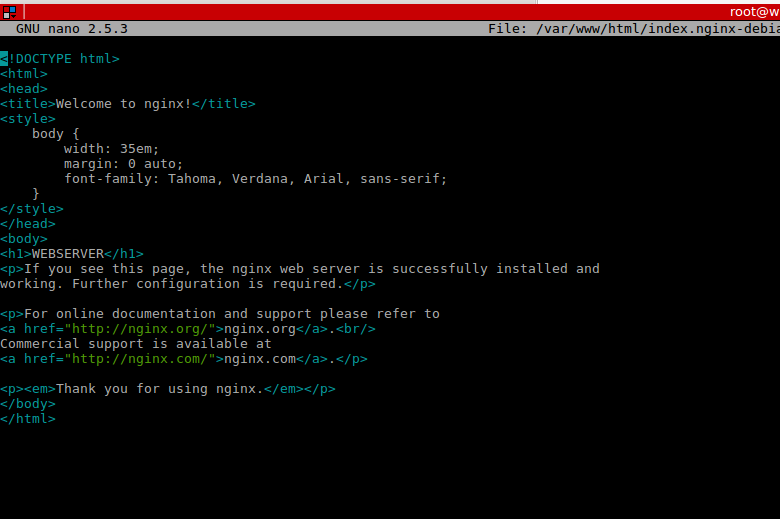 root@w
GNU nano 2.5.3 File: /var/www/html/index.nginx-debia
<!DOCTYPE html>
<html>
<head>
<title>Welcome to nginx!</title>
<style>
    body {
        width: 35em;
        margin: 0 auto;
        font-family: Tahoma, Verdana, Arial, sans-serif;
    }
</style>
</head>
<body>
<h1>WEBSERVER</h1>
<p>If you see this page, the nginx web server is successfully installed and
working. Further configuration is required.</p>
<p>For online documentation and support please refer to
<a href="http://nginx.org/">nginx.org</a>.<br/>
Commercial support is available at
<a href="http://nginx.com/">nginx.com</a>.</p>
<p><em>Thank you for using nginx.</em></p>
</body>
</html>